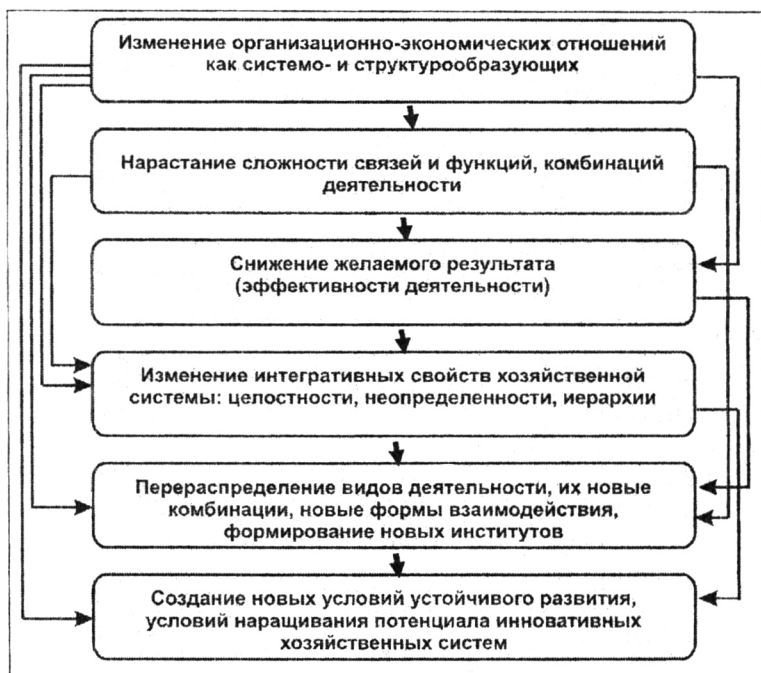 Изменение организационно-экономических отношений
как системо- и структурообразующих
Нарастание сложности связей и функций, комбинаций
деятельности
Снижение желаемого результата
(эффективности деятельности)
Изменение интегративных свойств хозяйственной
системы: целостности, неопределенности, иерархии
Перераспределение видов деятельности, их новые
комбинации, новые формы взаимодействия,
формирование новых институтов
Создание новых условий устойчивого развития,
условий наращивания потенциала инновативных
хозяйственных систем